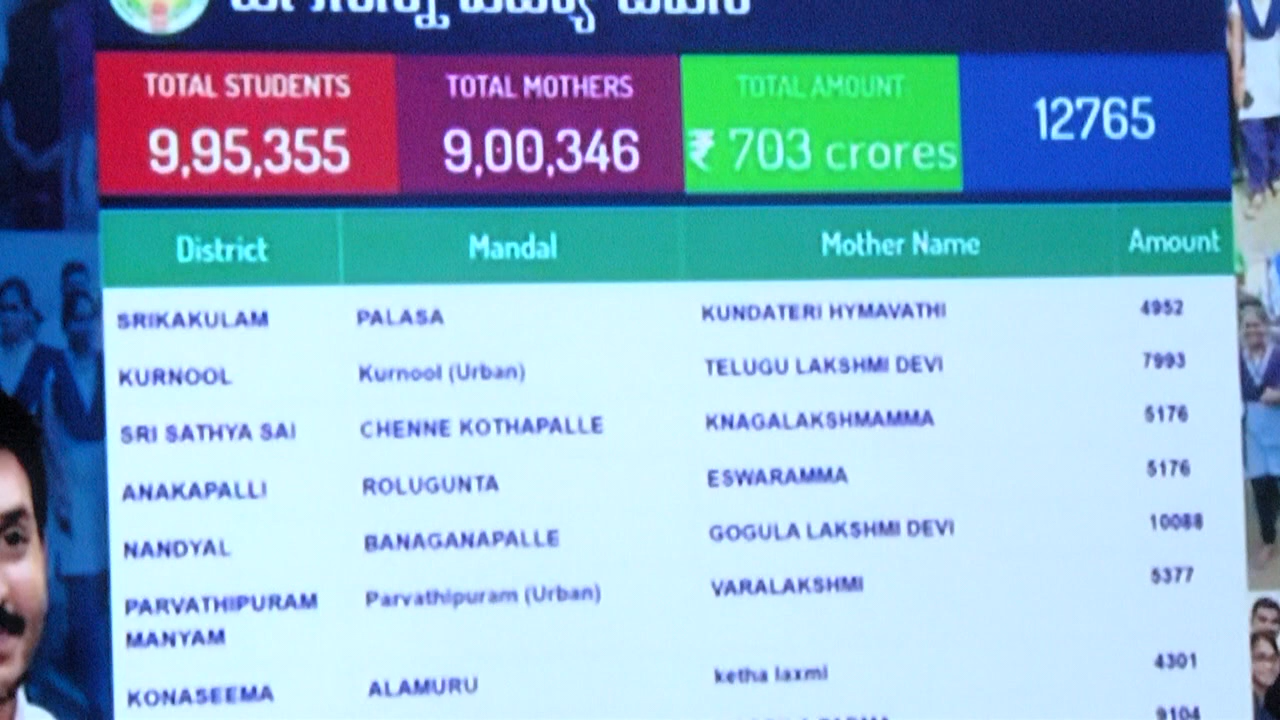 జగనన్న విద్యా దీవెన
TOTAL STUDENTS
9,95,355
TOTAL MOTHERS
9,00,346
TOTAL AMOUNT
₹ 703 crores
12765
District Mandal Mother Name Amount
SRIKAKULAM PALASA KUNDATERI HYMAVATHI 4952
KURNOOL Kurnool (Urban) TELUGU LAKSHMI DEVI 7993
SRI SATHYA SAI CHENNE KOTHAPALLE KNAGALAKSHMAMMA 5176
ANAKAPALLI ROLUGUNTA ESWARAMMA 5176
NANDYAL BANAGANAPALLE GOGULA LAKSHMI DEVI 10088
PARVATHIPURAM MANYAM Parvathipuram (Urban) VARALAKSHMI 5377
KONASEEMA ALAMURU ketha laxmi 4301
9104